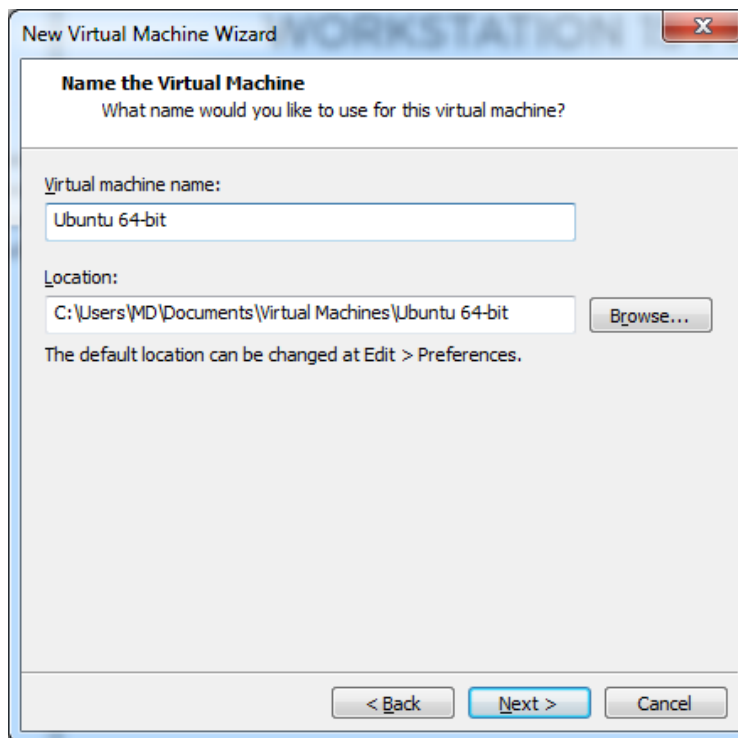 WORKSTATION 1
New Virtual Machine Wizard
Name the Virtual Machine
What name would you like to use for this virtual machine?
Virtual machine name:
Ubuntu 64-bit
Location:
C:\Users\MD\Documents\Virtual Machines\Ubuntu 64-bit
Browse...
The default location can be changed at Edit > Preferences.
< Back
Next >
Cancel